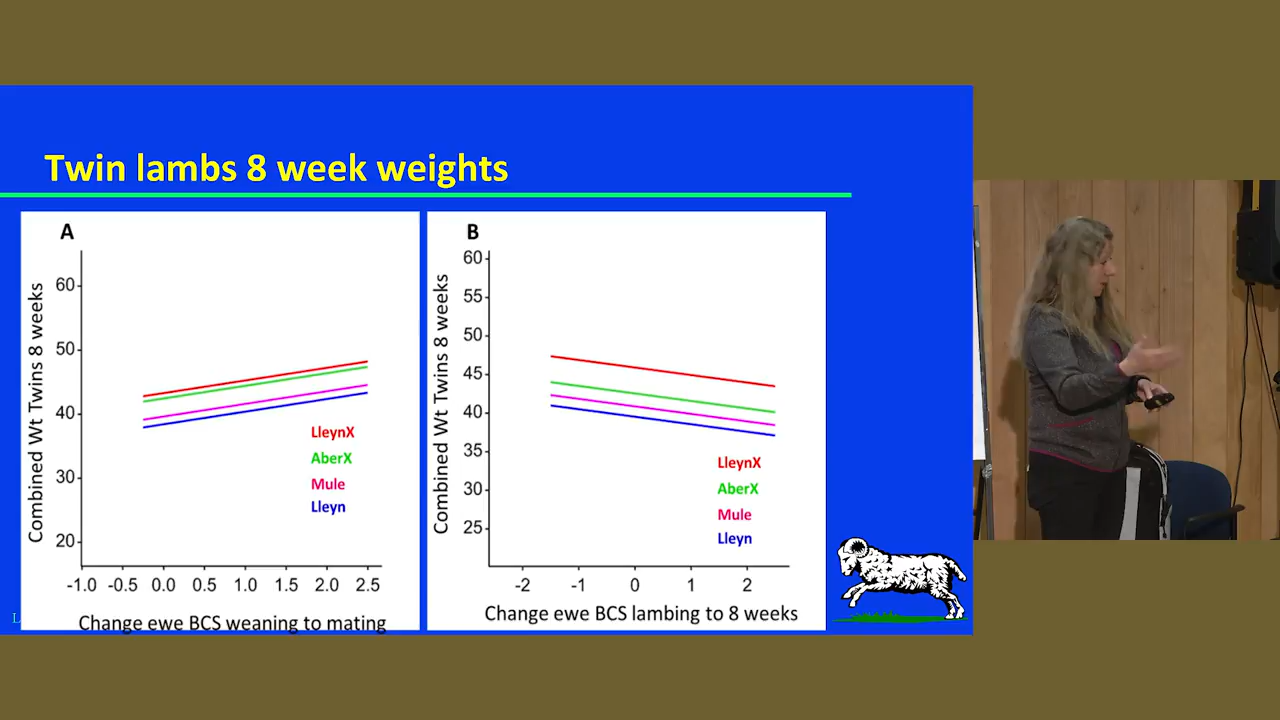 Twin lambs 8 week weights
A
Combined Wt Twins 8 weeks
60
50
40
30
20
-1.0 -0.5 0.0 0.5 1.0 1.5 2.0 2.5
LleynX
AberX
Mule
Lleyn
Change ewe BCS weaning to mating
B
Combined Wt Twins 8 weeks
60
55
50
45
40
35
30
25
-2 -1 0 1 2
LleynX
AberX
Mule
Lleyn
Change ewe BCS lambing to 8 weeks
L